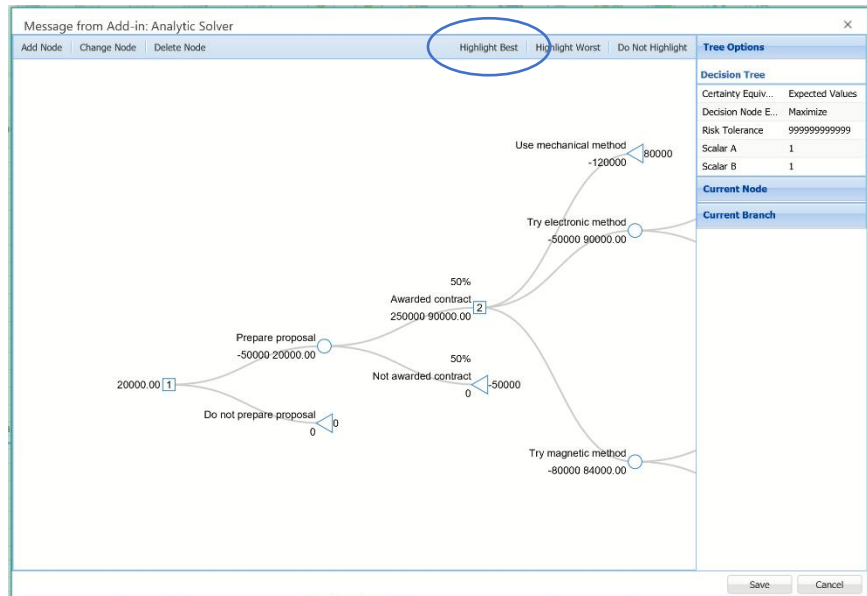 Message from Add-in: Analytic Solver
×
Add Node Change Node Delete Node Highlight Best Highlight Worst Do Not Highlight
Tree Options
Decision Tree
Certainty Equiv... Expected Values
Decision Node E... Maximize
Risk Tolerance 999999999999
Scalar A 1
Scalar B 1
Current Node
Current Branch
Use mechanical method
-120000 80000
Try electronic method
-50000 90000.00
50%
Awarded contract
250000 90000.00 2
Prepare proposal
-50000 20000.00
50%
Not awarded contract
0 -50000
20000.00 1
Do not prepare proposal
0 0
Try magnetic method
-80000 84000.00
Save Cancel